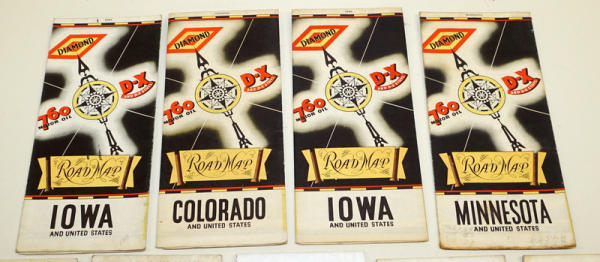 DIAMOND
D-X
760
MOTOR OIL
ROAD MAP
IOWA
AND UNITED STATES
DIAMOND
D-X
760
MOTOR OIL
ROAD MAP
COLORADO
AND UNITED STATES
DIAMOND
D-X
760
MOTOR OIL
ROAD MAP
IOWA
AND UNITED STATES
DIAMOND
D-X
760
MOTOR OIL
ROAD MAP
MINNESOTA
AND UNITED STATES